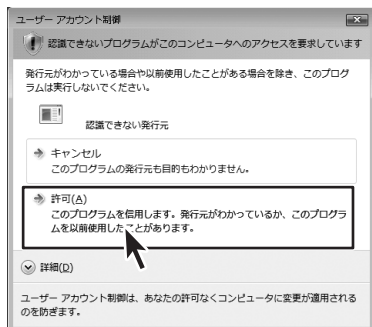 ユーザー アカウント制御
認識できないプログラムがこのコンピュータへのアクセスを要求しています
発行元がわかっている場合や以前使用したことがある場合を除き、このプログ
ラムは実行しないでください。
認識できない発行元
キャンセル
このプログラムの発行元も目的もわかりません。
許可(A)
このプログラムを信用します。発行元がわかっているか、このプログラ
ムを以前使用したことがあります。
詳細(D)
ユーザー アカウント制御は、あなたの許可なくコンピュータに変更が適用される
のを防ぎます。